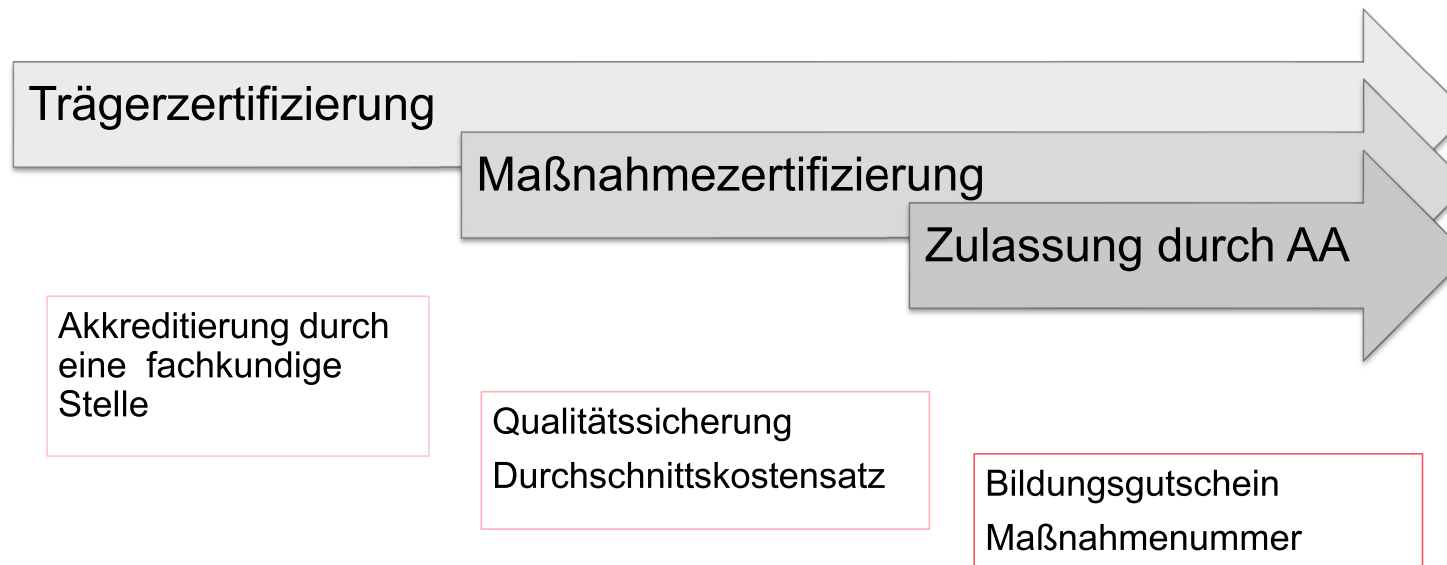 Trägerzertifizierung
Maßnahmezertifizierung
Zulassung durch AA
Akkreditierung durch
eine  fachkundige
Stelle
Qualitätssicherung
Durchschnittskostensatz
Bildungsgutschein
Maßnahmenummer